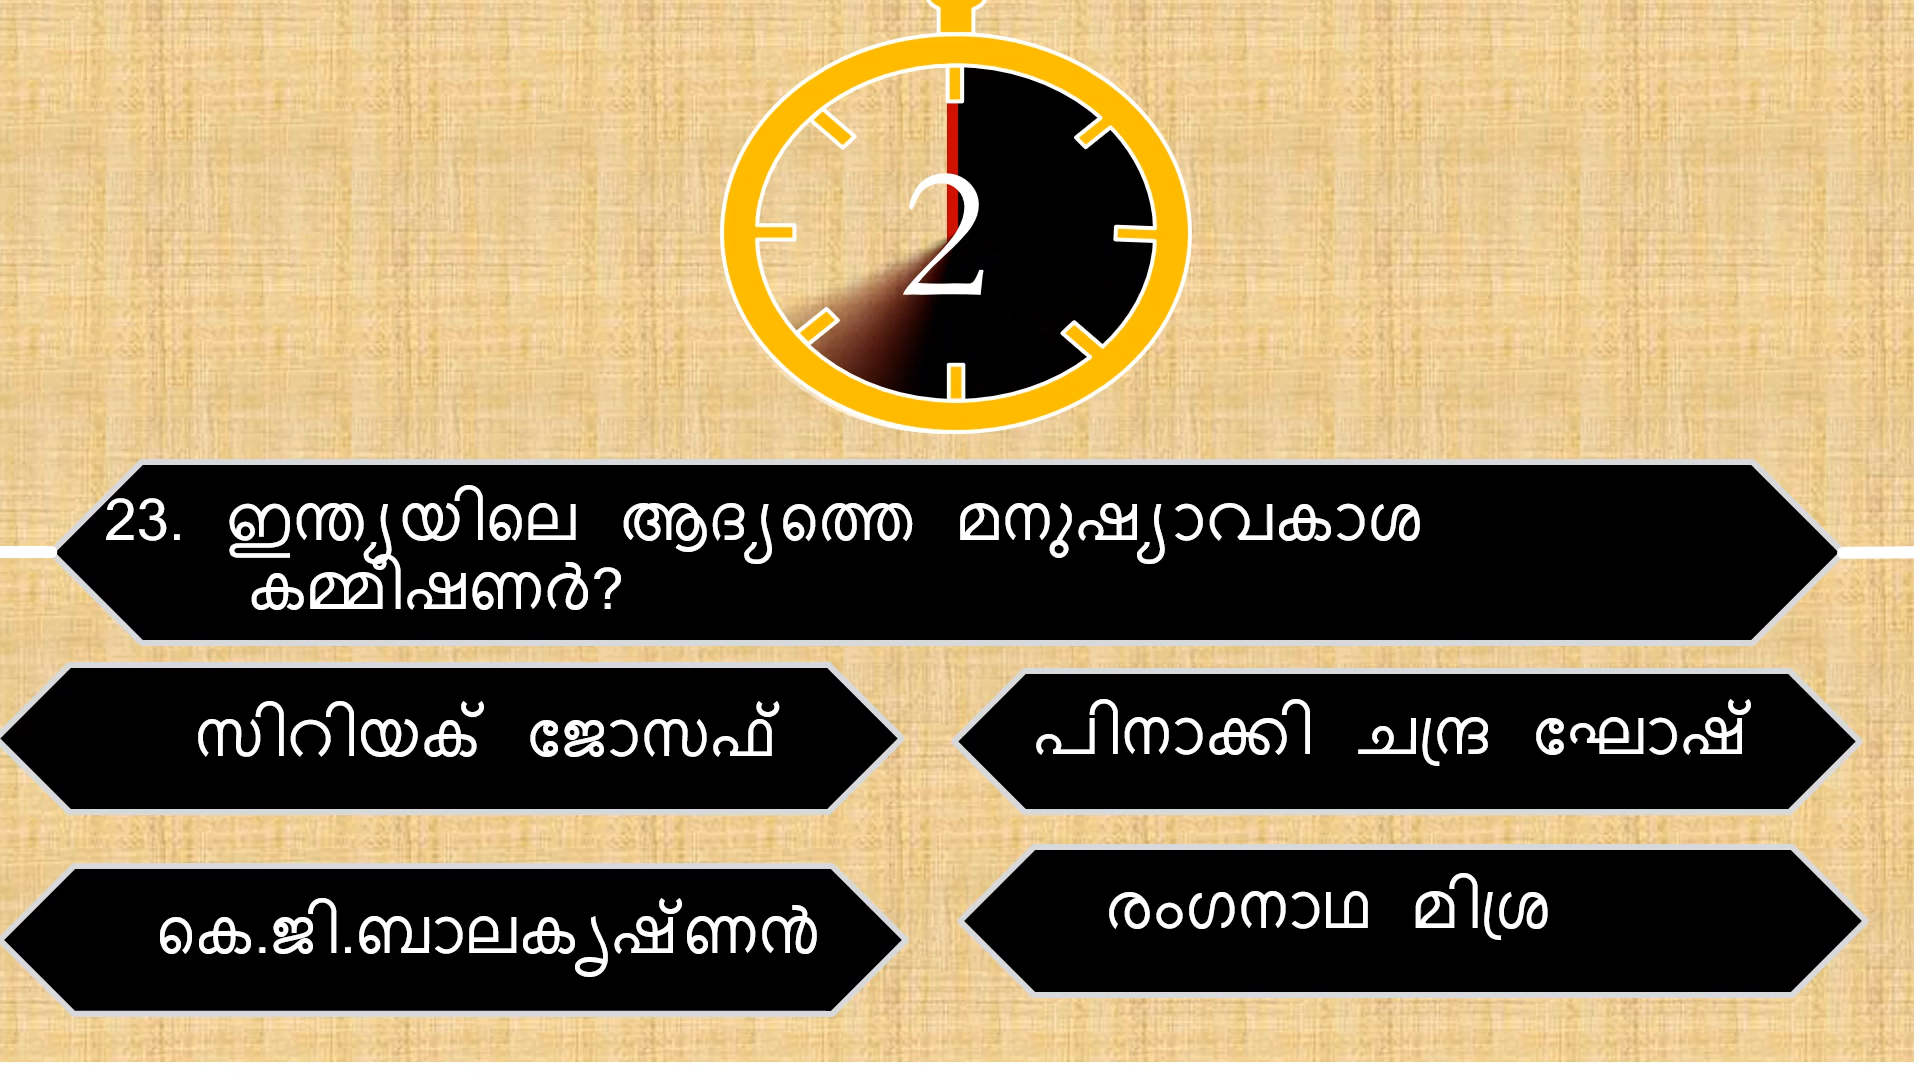 2
23. ഇന്ത്യയിലെ ആദ്യത്തെ മനുഷ്യാവകാശ
കമ്മീഷണർ?
സിറിയക് ജോസഫ്
പിനാക്കി ചന്ദ്ര ഘോഷ്
കെ.ജി.ബാലകൃഷ്ണൻ
രംഗനാഥ മിശ്ര